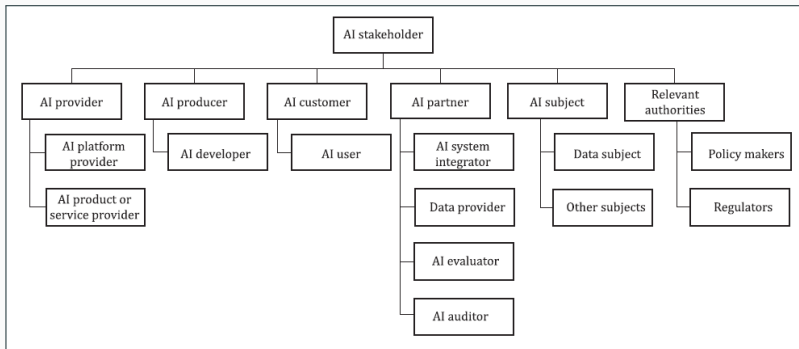 AI stakeholder
AI provider
AI producer
AI customer
AI partner
AI subject
Relevant
authorities
AI platform
provider
AI developer
AI user
AI system
integrator
Data subject
Policy makers
AI product or
service provider
Data provider
Other subjects
Regulators
AI evaluator
AI auditor